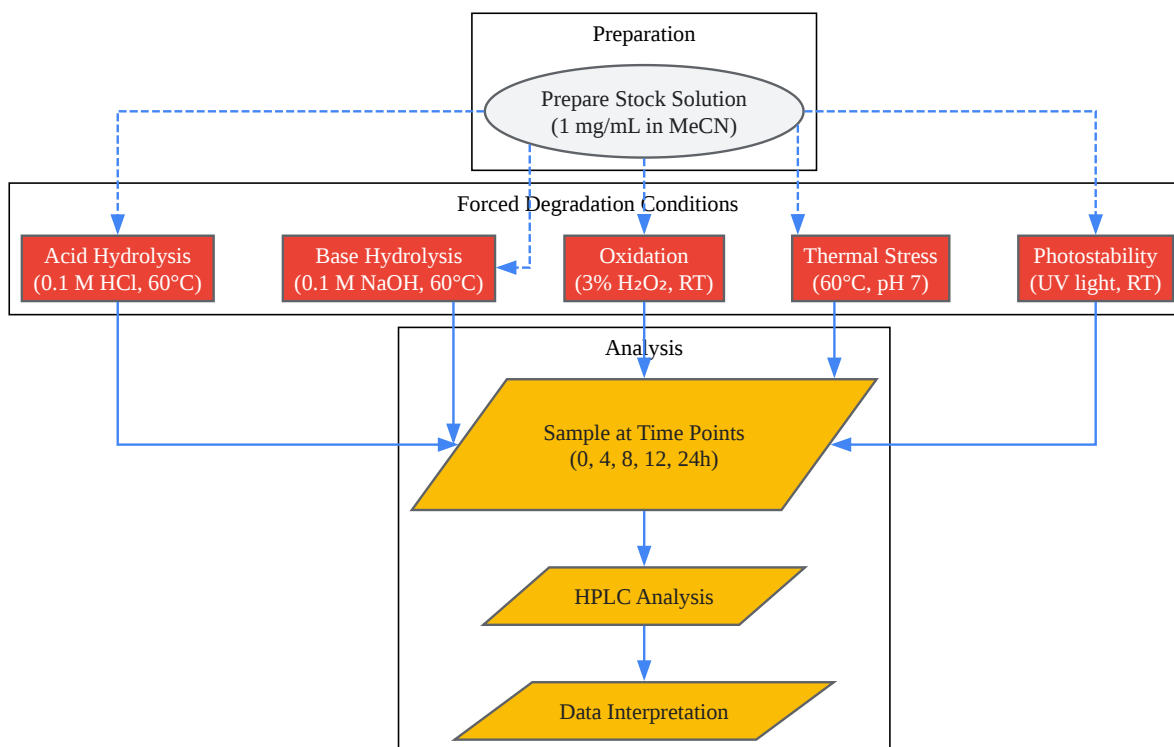 Preparation
Prepare Stock Solution
(1 mg/mL in MeCN)
Forced Degradation Conditions
Acid Hydrolysis
(0.1 M HCl, 60°C)
Base Hydrolysis
(0.1 M NaOH, 60°C)
Oxidation
(3% H₂O₂, RT)
Thermal Stress
(60°C, pH 7)
Photostability
(UV light, RT)
Analysis
Sample at Time Points
(0, 4, 8, 12, 24h)
HPLC Analysis
Data Interpretation